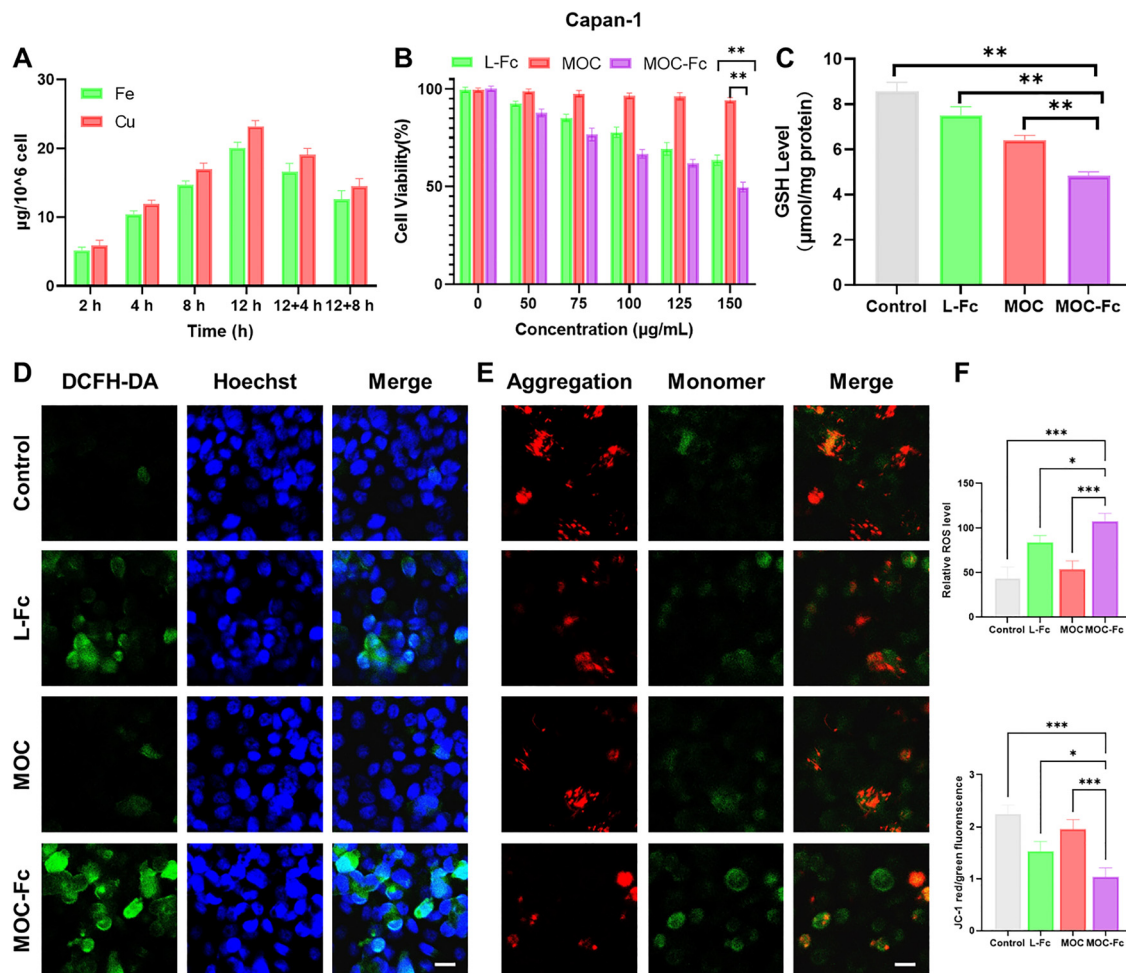 Capan-1
A
30
20
10
0
µg/10^6 cell
Fe
Cu
2 h 4 h 8 h 12 h 12+4 h 12+8 h
Time (h)
B
L-Fc MOC MOC-Fc
**
**
100
50
0
Cell Viability(%)
0 50 75 100 125 150
Concentration (µg/mL)
C
**
**
**
10
8
6
4
2
0
GSH Level
(µmol/mg protein)
Control L-Fc MOC MOC-Fc
D
DCFH-DA Hoechst Merge
Control
L-Fc
MOC
MOC-Fc
E
Aggregation Monomer Merge
F
***
*
***
150
100
50
0
Relative ROS level
Control L-Fc MOC MOC-Fc
***
*
***
3
2
1
0
JC-1 red/green fluorenscence
Control L-Fc MOC MOC-Fc